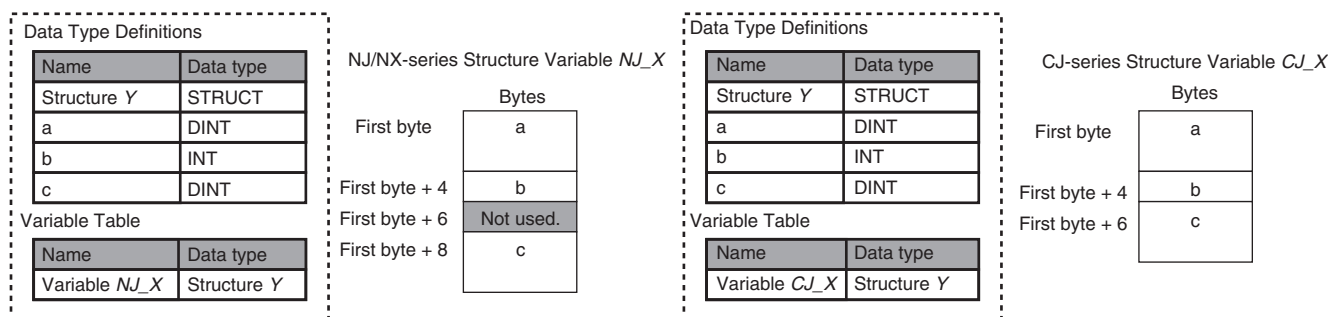 Data Type Definitions
Name Data type
Structure Y STRUCT
a DINT
b INT
c DINT
Variable Table
Name Data type
Variable NJ_X Structure Y
NJ/NX-series Structure Variable NJ_X
Bytes
First byte a
First byte + 4 b
First byte + 6 Not used.
First byte + 8 c
Data Type Definitions
Name Data type
Structure Y STRUCT
a DINT
b INT
c DINT
Variable Table
Name Data type
Variable CJ_X Structure Y
CJ-series Structure Variable CJ_X
Bytes
First byte a
First byte + 4 b
First byte + 6 c